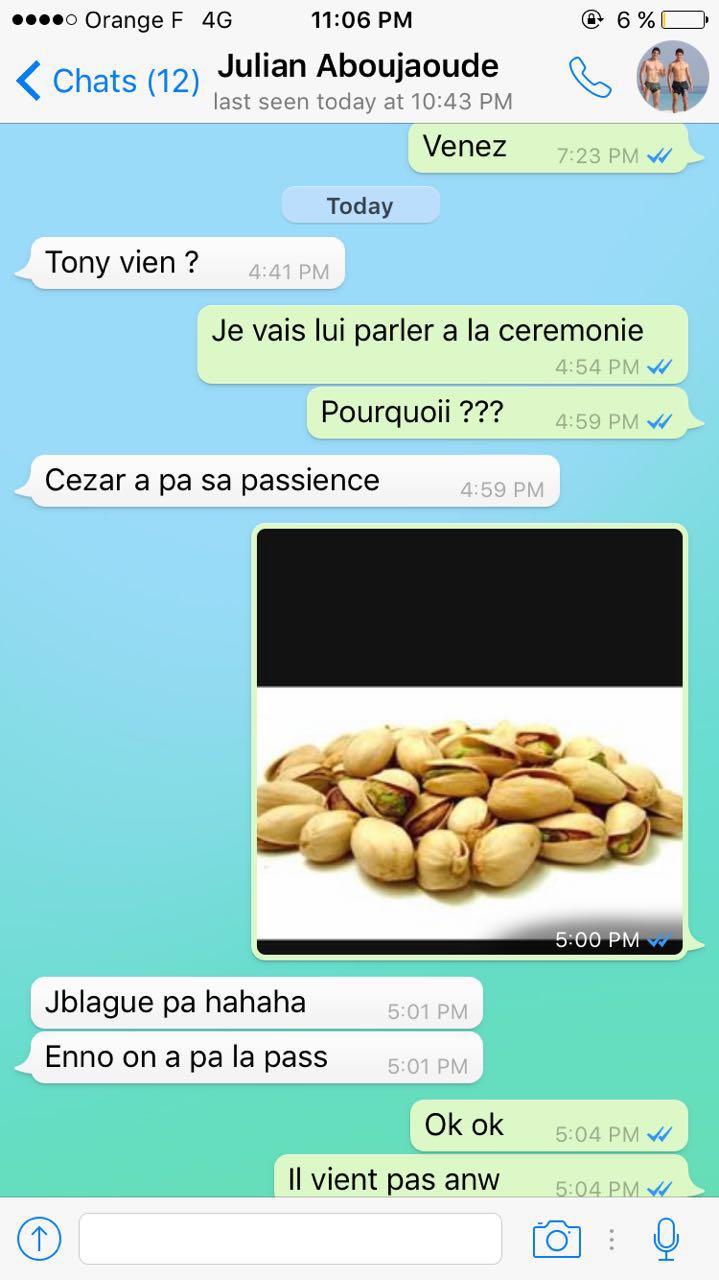 Orange F 4G 11:06 PM 6 %
Chats (12) Julian Aboujaoude
last seen today at 10:43 PM
Venez 7:23 PM
Today
Tony vien ? 4:41 PM
Je vais lui parler a la ceremonie
4:54 PM
Pourquoii ??? 4:59 PM
Cezar a pa sa passience 4:59 PM
5:00 PM
Jblague pa hahaha 5:01 PM
Enno on a pa la pass 5:01 PM
Ok ok 5:04 PM
Il vient pas anw 5:04 PM